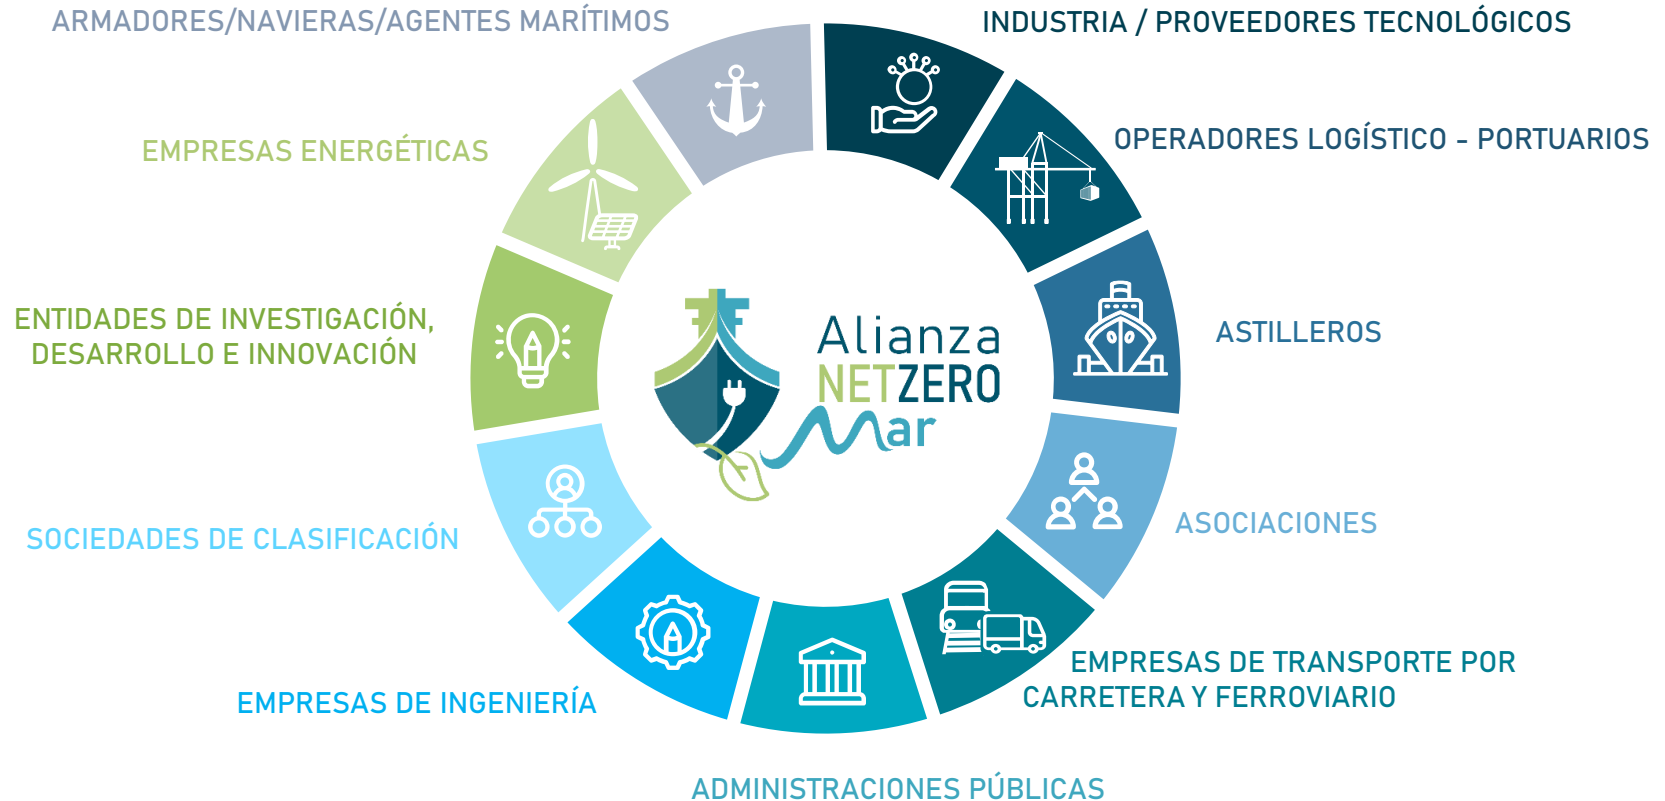 ARMADORES/NAVIERAS/AGENTES MARÍTIMOS
INDUSTRIA / PROVEEDORES TECNOLÓGICOS
OPERADORES LOGÍSTICO - PORTUARIOS
EMPRESAS ENERGÉTICAS
ENTIDADES DE INVESTIGACIÓN,
DESARROLLO E INNOVACIÓN
Alianza
NETZERO
Mar
ASTILLEROS
ASOCIACIONES
SOCIEDADES DE CLASIFICACIÓN
EMPRESAS DE TRANSPORTE POR
CARRETERA Y FERROVIARIO
EMPRESAS DE INGENIERÍA
ADMINISTRACIONES PÚBLICAS